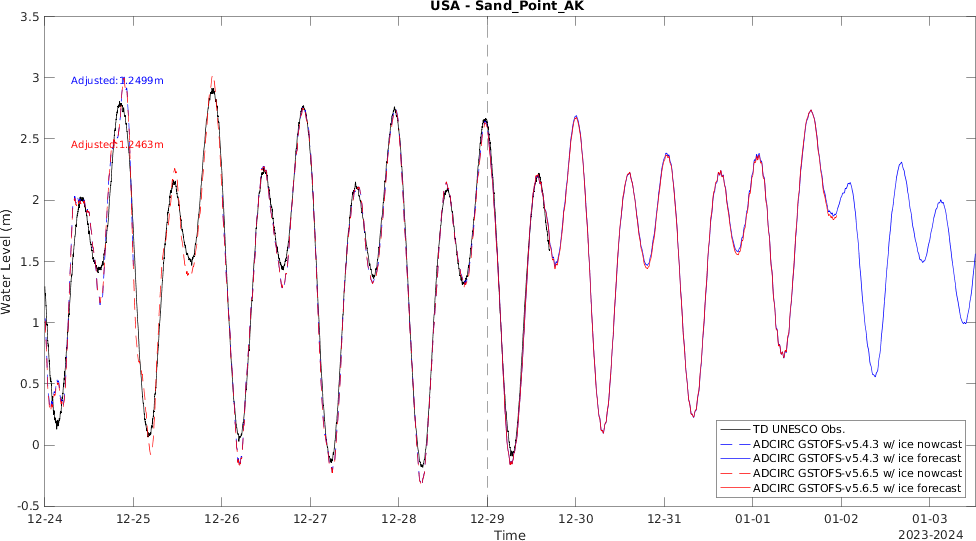 USA - Sand_Point_AK
3.5
3
2.5
2
1.5
1
0.5
0
-0.5
Water Level (m)
Adjusted:1.2499m
Adjusted:1.2463m
TD UNESCO Obs.
ADCIRC GSTOFS-v5.4.3 w/ ice nowcast
ADCIRC GSTOFS-v5.4.3 w/ ice forecast
ADCIRC GSTOFS-v5.6.5 w/ ice nowcast
ADCIRC GSTOFS-v5.6.5 w/ ice forecast
12-24 12-25 12-26 12-27 12-28 12-29 12-30 12-31 01-01 01-02 01-03
Time
2023-2024